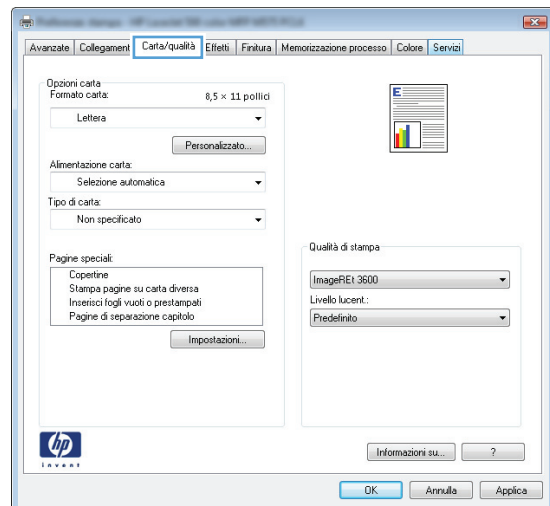 Avanzate Collegament Carta/qualità Effetti Finitura Memorizzazione processo Colore Servizi
Opzioni carta
Formato carta: 8,5 × 11 pollici
Lettera
Personalizzato...
Alimentazione carta:
Selezione automatica
Tipo di carta:
Non specificato
Pagine speciali:
Copertine
Stampa pagine su carta diversa
Inserisci fogli vuoti o prestampati
Pagine di separazione capitolo
Impostazioni...
E
Qualità di stampa
ImageREt 3600
Livello lucent.:
Predefinito
hp
invent
Informazioni su... ?
OK Annulla Applica